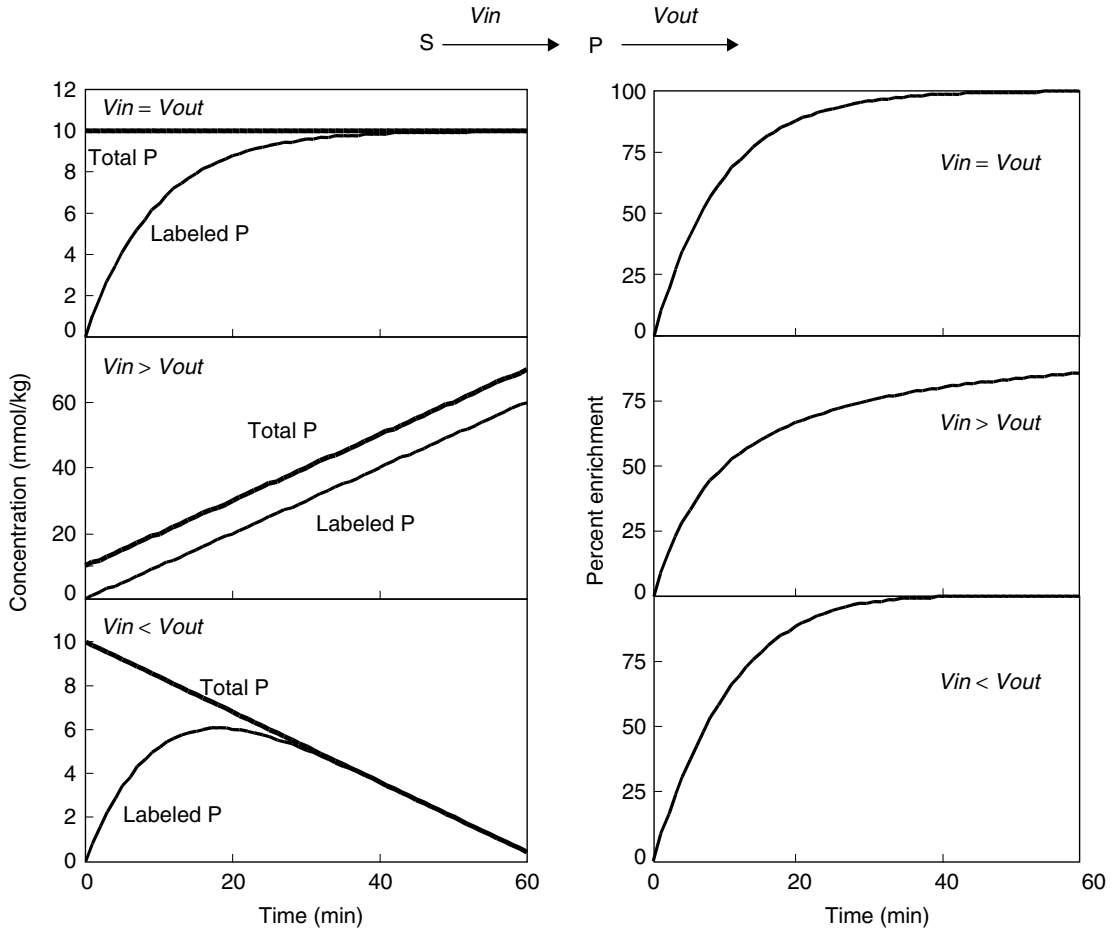 Vin Vout
S P
12
10
8
6
4
2
0
Vin = Vout
Total P
Labeled P
100
75
50
25
0
Vin = Vout
Concentration (mmol/kg)
60
40
20
0
Vin > Vout
Total P
Labeled P
Percent enrichment
75
50
25
0
Vin > Vout
10
8
6
4
2
0
Vin < Vout
Total P
Labeled P
0 20 40 60
Time (min)
75
50
25
0
Vin < Vout
0 20 40 60
Time (min)